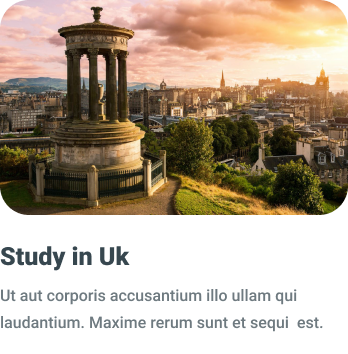 Study in Uk
Ut aut corporis accusantium illo ullam qui
laudantium. Maxime rerum sunt et sequi  est.